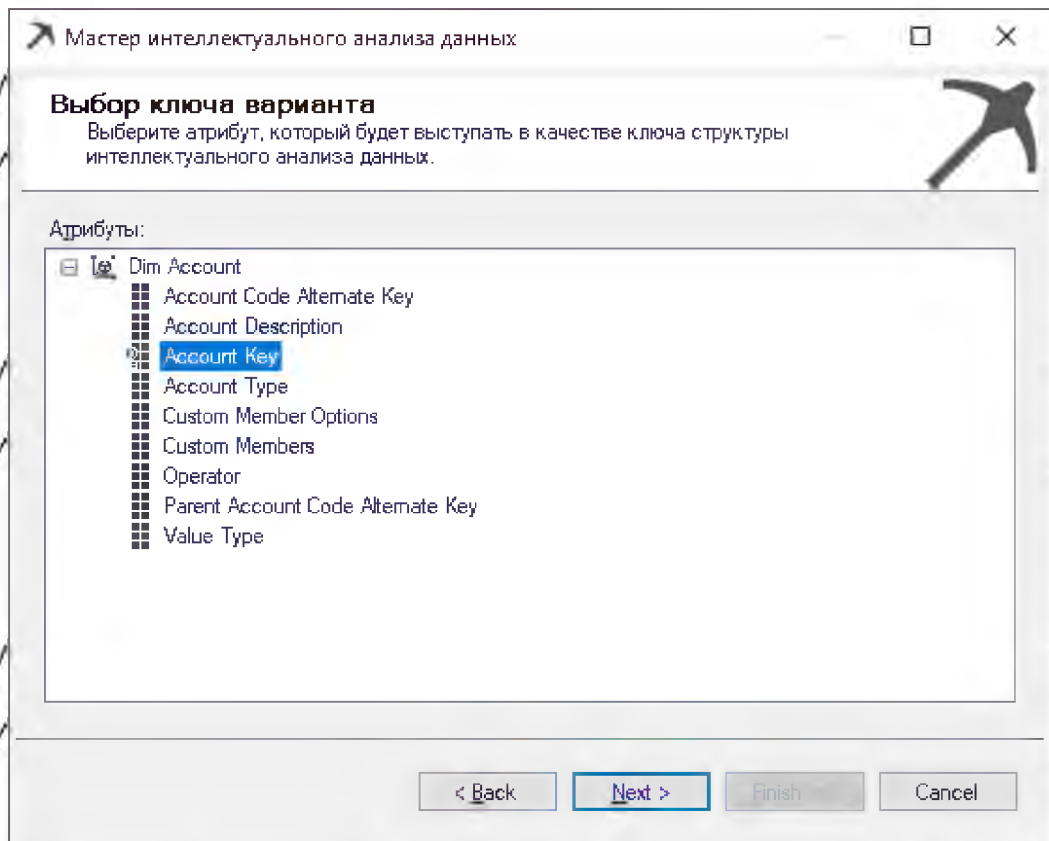 Мастер интеллектуального анализа данных
Выбор ключа варианта
Выберите атрибут, который будет выступать в качестве ключа структуры
интеллектуального анализа данных.
Атрибуты:
Dim Account
Account Code Alternate Key
Account Description
Account Key
Account Type
Custom Member Options
Custom Members
Operator
Parent Account Code Alternate Key
Value Type
< Back Next > Finish Cancel